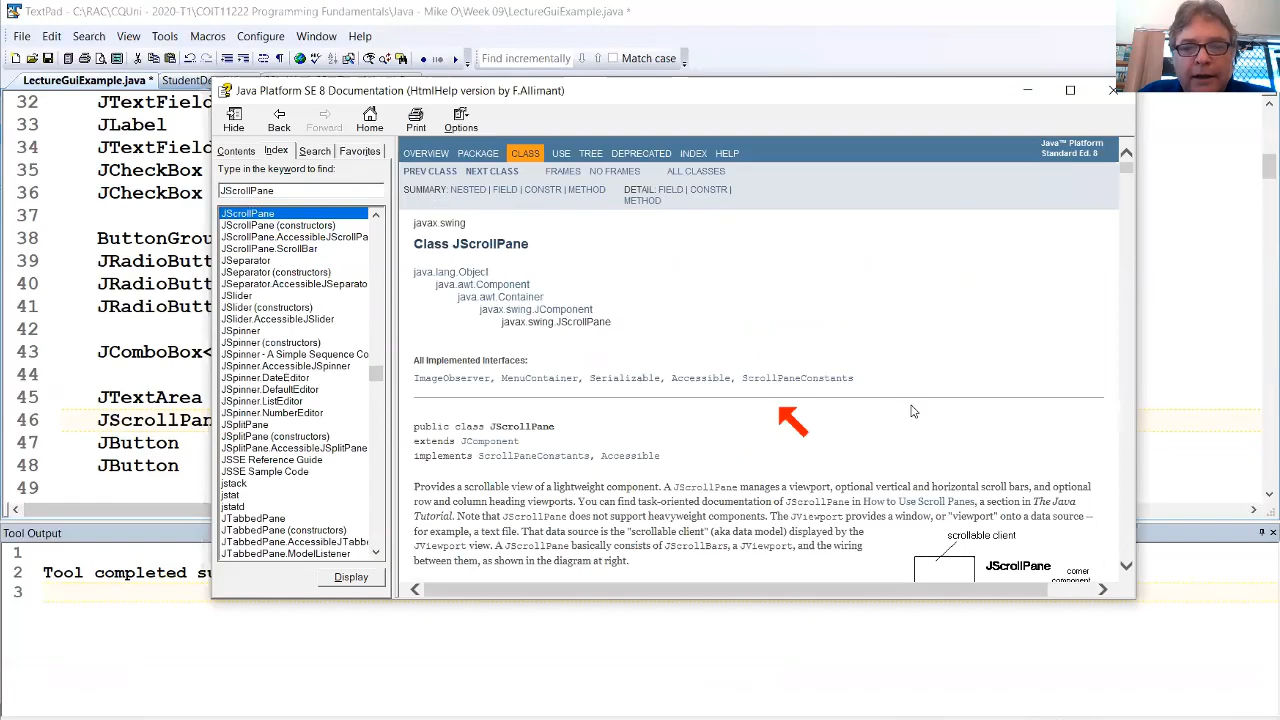 TextPad - C:\RAC\CQUni - 2020-T1\COIT11222 Programming Fundamentals\Java - Mike O\Week 09\LectureGuiExample.java *
File Edit Search View Tools Macros Configure Window Help
Find incrementally Match case
LectureGuiExample.java * StudentDe
32 JTextField
33 JLabel
34 JTextField
35 JCheckBox
36 JCheckBox
37
38 ButtonGrou
39 JRadioButt
40 JRadioButt
41 JRadioButt
42
43 JComboBox<
44
45 JTextArea
46 JScrollPan
47 JButton
48 JButton
49
Tool Output
1
2 Tool completed su
3
Java Platform SE 8 Documentation (HtmlHelp version by F.Allimant)
Hide Back Forward Home Print Options
Contents Index Search Favorites
Type in the keyword to find:
JScrollPane
JScrollPane
JScrollPane (constructors)
JScrollPane.AccessibleJScrollPa
JScrollPane.ScrollBar
JSeparator
JSeparator (constructors)
JSeparator.AccessibleJSeparato
JSlider
JSlider (constructors)
JSlider.AccessibleJSlider
JSpinner
JSpinner (constructors)
JSpinner - A Simple Sequence Co
JSpinner.AccessibleJSpinner
JSpinner.DateEditor
JSpinner.DefaultEditor
JSpinner.ListEditor
JSpinner.NumberEditor
JSplitPane
JSplitPane (constructors)
JSplitPane.AccessibleJSplitPane
JSSE Reference Guide
JSSE Sample Code
jstack
jstat
jstatd
JTabbedPane
JTabbedPane (constructors)
JTabbedPane.AccessibleJTabbe
JTabbedPane.ModelListener
Display
OVERVIEW PACKAGE CLASS USE TREE DEPRECATED INDEX HELP
Java™ Platform
Standard Ed. 8
PREV CLASS NEXT CLASS FRAMES NO FRAMES ALL CLASSES
SUMMARY: NESTED | FIELD | CONSTR | METHOD DETAIL: FIELD | CONSTR |
METHOD
javax.swing
Class JScrollPane
java.lang.Object
java.awt.Component
java.awt.Container
javax.swing.JComponent
javax.swing.JScrollPane
All Implemented Interfaces:
ImageObserver, MenuContainer, Serializable, Accessible, ScrollPaneConstants
public class JScrollPane
extends JComponent
implements ScrollPaneConstants, Accessible
Provides a scrollable view of a lightweight component. A JScrollPane manages a viewport, optional vertical and horizontal scroll bars, and optional
row and column heading viewports. You can find task-oriented documentation of JScrollPane in How to Use Scroll Panes, a section in The Java
Tutorial. Note that JScrollPane does not support heavyweight components. The JViewport provides a window, or "viewport" onto a data source --
for example, a text file. That data source is the "scrollable client" (aka data model) displayed by the
JViewport view. A JScrollPane basically consists of JScrollBars, a JViewport, and the wiring
between them, as shown in the diagram at right.
scrollable client
JScrollPane
corner
component